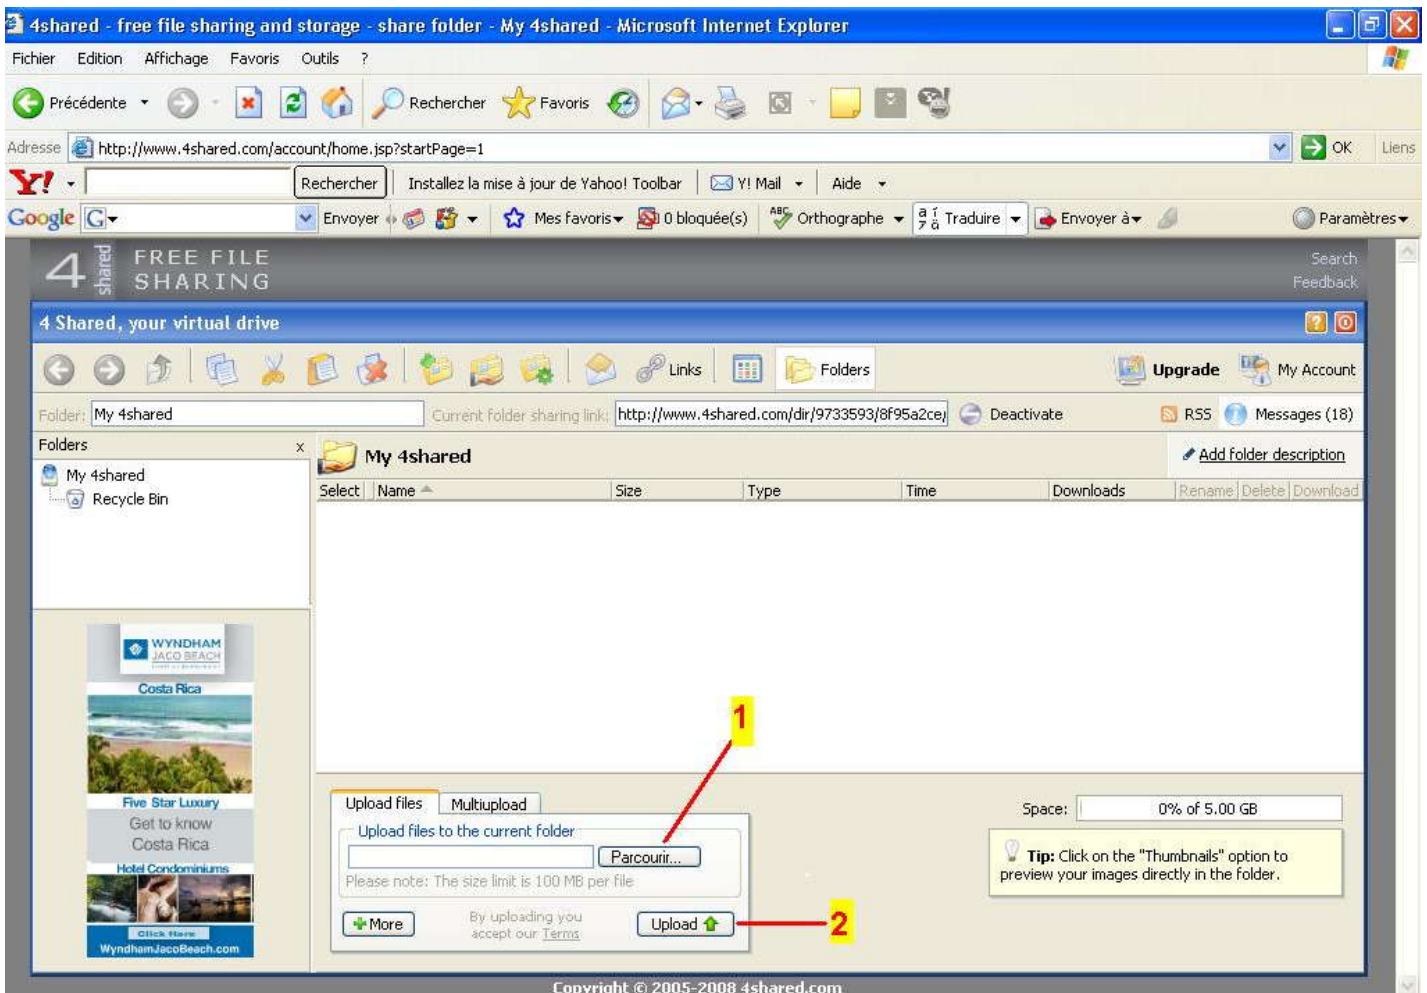 4shared - free file sharing and storage - share folder - My 4shared - Microsoft Internet Explorer
Fichier Edition Affichage Favoris Outils ?
Précédente Rechercher Favoris
Adresse http://www.4shared.com/account/home.jsp?startPage=1 OK Liens
Y! Rechercher Installez la mise à jour de Yahoo! Toolbar Y! Mail Aide
Google G Envoyer Mes favoris 0 bloquée(s) ABC Orthographe Traduire Envoyer à Paramètres
4 shared FREE FILE SHARING
Search
Feedback
4 Shared, your virtual drive
Links Folders Upgrade My Account
Folder: My 4shared Current folder sharing link: http://www.4shared.com/dir/9733593/8f95a2ce/ Deactivate RSS Messages (18)
Folders x
My 4shared
Recycle Bin
My 4shared Add folder description
Select Name Size Type Time Downloads Rename Delete Download
WYNDHAM
JACO BEACH
Costa Rica
Five Star Luxury
Get to know
Costa Rica
Hotel Condominiums
Click Here
WyndhamJacoBeach.com
1
Upload files Multiupload
Upload files to the current folder
Parcourir...
Please note: The size limit is 100 MB per file
More
By uploading you
accept our Terms
Upload
2
Space: 0% of 5.00 GB
Tip: Click on the "Thumbnails" option to
preview your images directly in the folder.
Copyright © 2005-2008 4shared.com